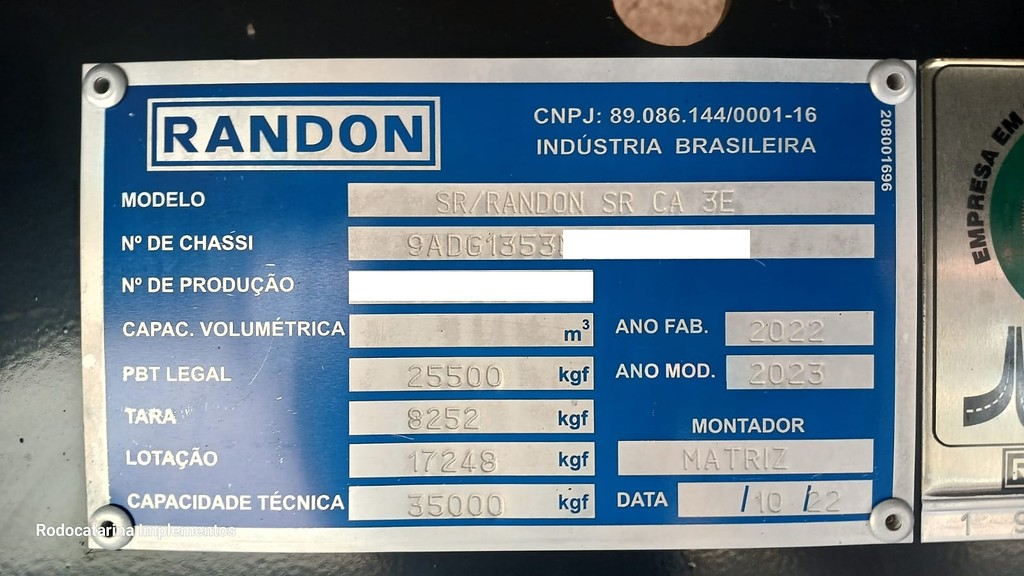 RANDON
CNPJ: 89.086.144/0001-16
INDÚSTRIA BRASILEIRA
208001696
MODELO SR/RANDON SR CA 3E
Nº DE CHASSI 9ADG1353
Nº DE PRODUÇÃO
CAPAC. VOLUMÉTRICA m³ ANO FAB. 2022
PBT LEGAL 25500 kgf ANO MOD. 2023
TARA 8252 kgf
MONTADOR
LOTAÇÃO 17248 kgf MATRIZ
CAPACIDADE TÉCNICA 35000 kgf DATA /10 /22
Rodocatarina Implementos
EMPRESA EM